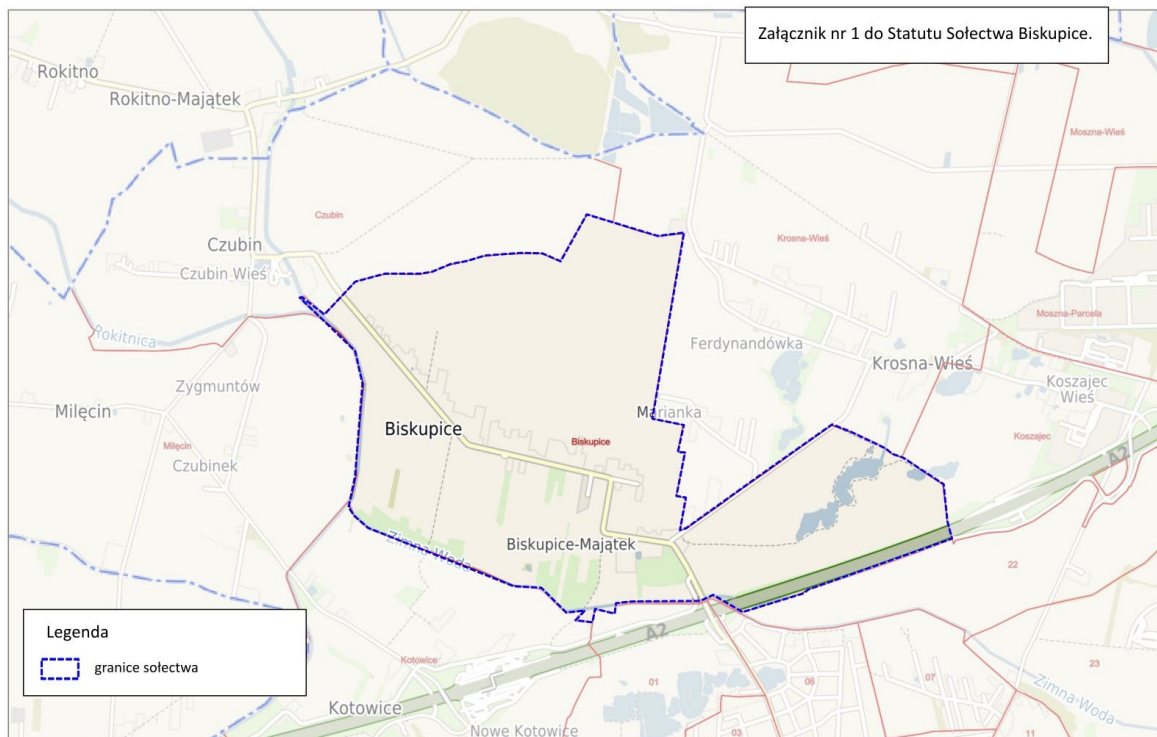 Załącznik nr 1 do Statutu Sołectwa Biskupice.
Rokitno
Rokitno-Majątek
Moszna-Wieś
Czubin
Krosna-Wieś
Czubin
Czubin Wieś
Rokitnica
Moszna-Parcela
Ferdynandówka
Krosna-Wieś
Koszajec
Wieś
Zygmuntów
Milęcin
Marianka
Biskupice
Biskupice
Koszajec
Milęcin
Czubinek
A2
Zimna-Woda
Biskupice-Majątek
22
A2
Legenda
granice sołectwa
Kotowice
01
06
07
23
Zimna-Woda
Kotowice
Nowe Kotowice
03
11